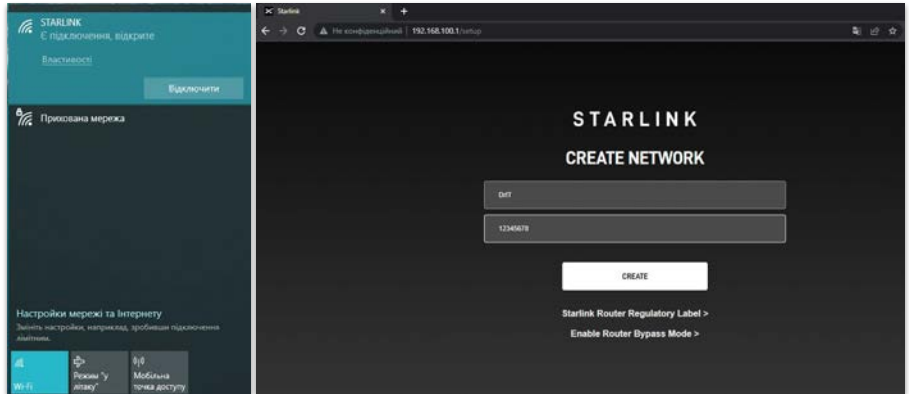 STARLINK
Є підключення, відкрите
Властивості
Відключити
Прихована мережа
Настройки мережі та Інтернету
Змініть настройки, наприклад, зробивши підключення
лімітним.
Wi-Fi
Режим "у
літаку"
Мобільна
точка доступу
Starlink
Не конфіденційний
192.168.100.1/setup
STARLINK
CREATE NETWORK
12345678
CREATE
Starlink Router Regulatory Label >
Enable Router Bypass Mode >